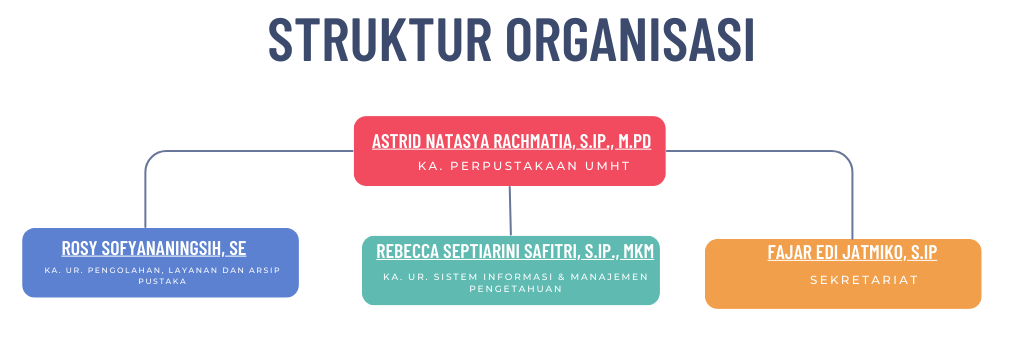 STRUKTUR ORGANISASI
ASTRID NATASYA RACHMATIA, S.IP., M.PD
KA. PERPUSTAKAAN UMHT
ROSY SOFYANANINGSIH, SE
KA. UR. PENGOLAHAN, LAYANAN DAN ARSIP
PUSTAKA
REBECCA SEPTIARINI SAFITRI, S.IP., MKM
KA. UR. SISTEM INFORMASI & MANAJEMEN
PENGETAHUAN
FAJAR EDI JATMIKO, S.IP
SEKRETARIAT